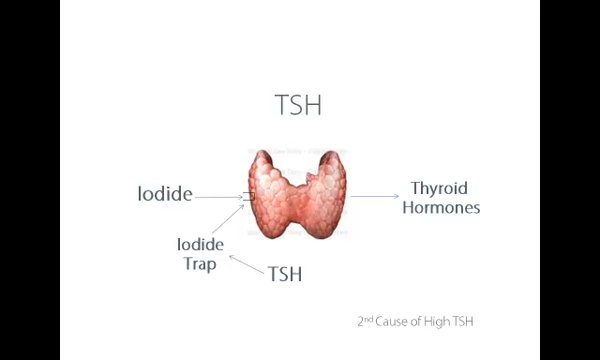 TSH
Iodide
Thyroid
Hormones
Iodide
Trap
TSH
2nd Cause of High TSH